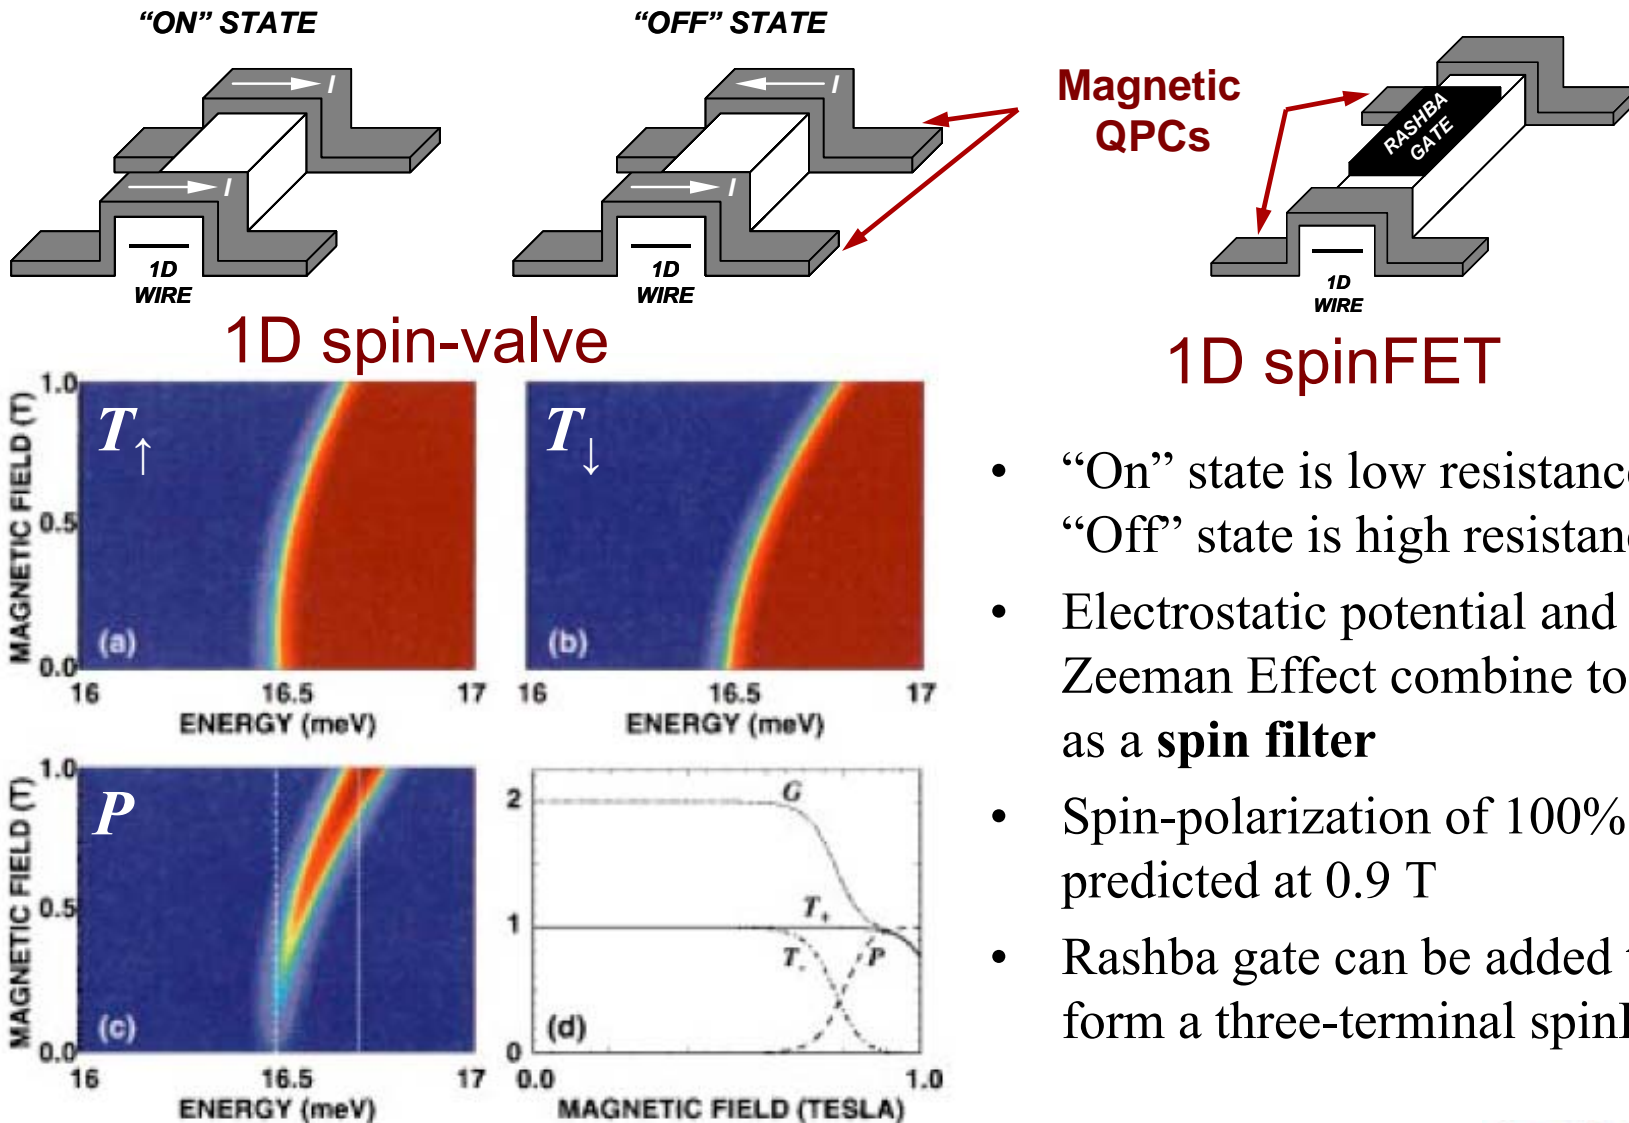 “ON” STATE
“OFF” STATE
I
I
I
I
1D
WIRE
1D
WIRE
Magnetic
QPCs
RASHBA
GATE
1D
WIRE
1D spin-valve
1D spinFET
MAGNETIC FIELD (T)
1.0
0.5
0.0
T↑
(a)
16 16.5 17
ENERGY (meV)
T↓
(b)
16 16.5 17
ENERGY (meV)
MAGNETIC FIELD (T)
1.0
0.5
0.0
P
(c)
16 16.5 17
ENERGY (meV)
2
1
0
G
T+
T-
P
(d)
0.0 1.0
MAGNETIC FIELD (TESLA)
• “On” state is low resistance
“Off” state is high resistan
• Electrostatic potential and
Zeeman Effect combine to
as a spin filter
• Spin-polarization of 100%
predicted at 0.9 T
• Rashba gate can be added t
form a three-terminal spin